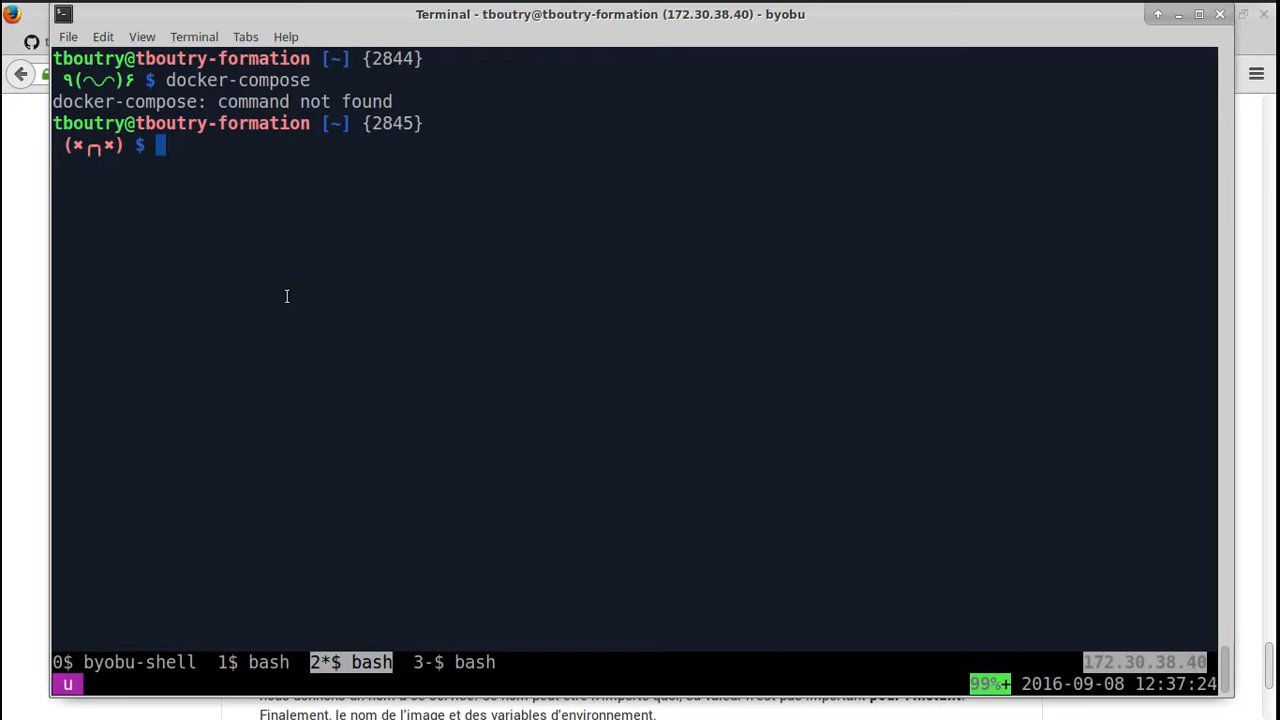 Terminal - tboutry@tboutry-formation (172.30.38.40) - byobu
File Edit View Terminal Tabs Help
tboutry@tboutry-formation [~] {2844}
٩(◠◡◠)۶ $ docker-compose
docker-compose: command not found
tboutry@tboutry-formation [~] {2845}
(✖╭╮✖) $
0$ byobu-shell 1$ bash 2*$ bash 3-$ bash 172.30.38.40
u 99%+ 2016-09-08 12:37:24
Finalement, le nom de l'image et des variables d'environnement.